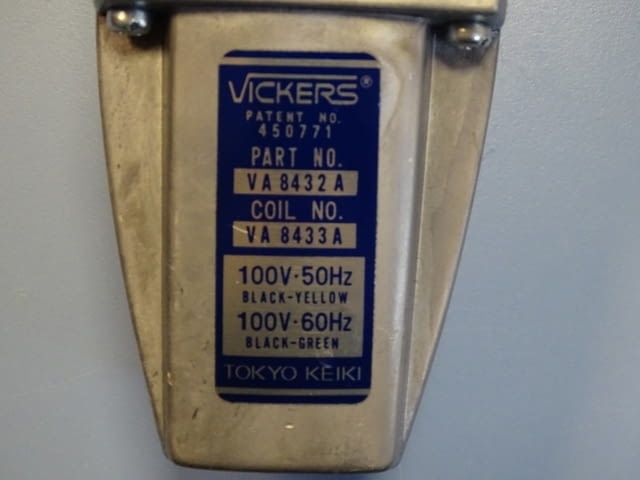 VICKERS®
PATENT NO.
450771
PART NO.
VA 8432 A
COIL NO.
VA 8433 A
100V·50Hz
BLACK-YELLOW
100V·60Hz
BLACK-GREEN
TOKYO KEIKI